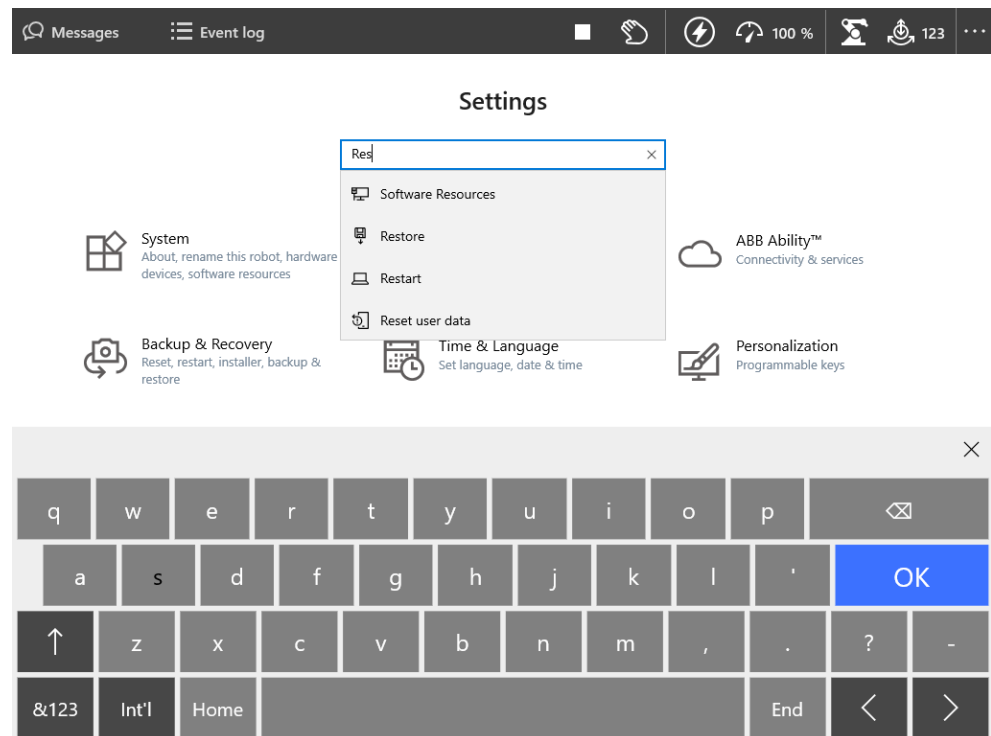 Messages
Event log
100 %
123
...
Settings
Res
Software Resources
Restore
Restart
Reset user data
System
About, rename this robot, hardware
devices, software resources
ABB Ability™
Connectivity & services
Backup & Recovery
Reset, restart, installer, backup &
restore
Time & Language
Set language, date & time
Personalization
Programmable keys
q w e r t y u i o p
a s d f g h j k l ' OK
z x c v b n m , . ? -
&123 Int'l Home End